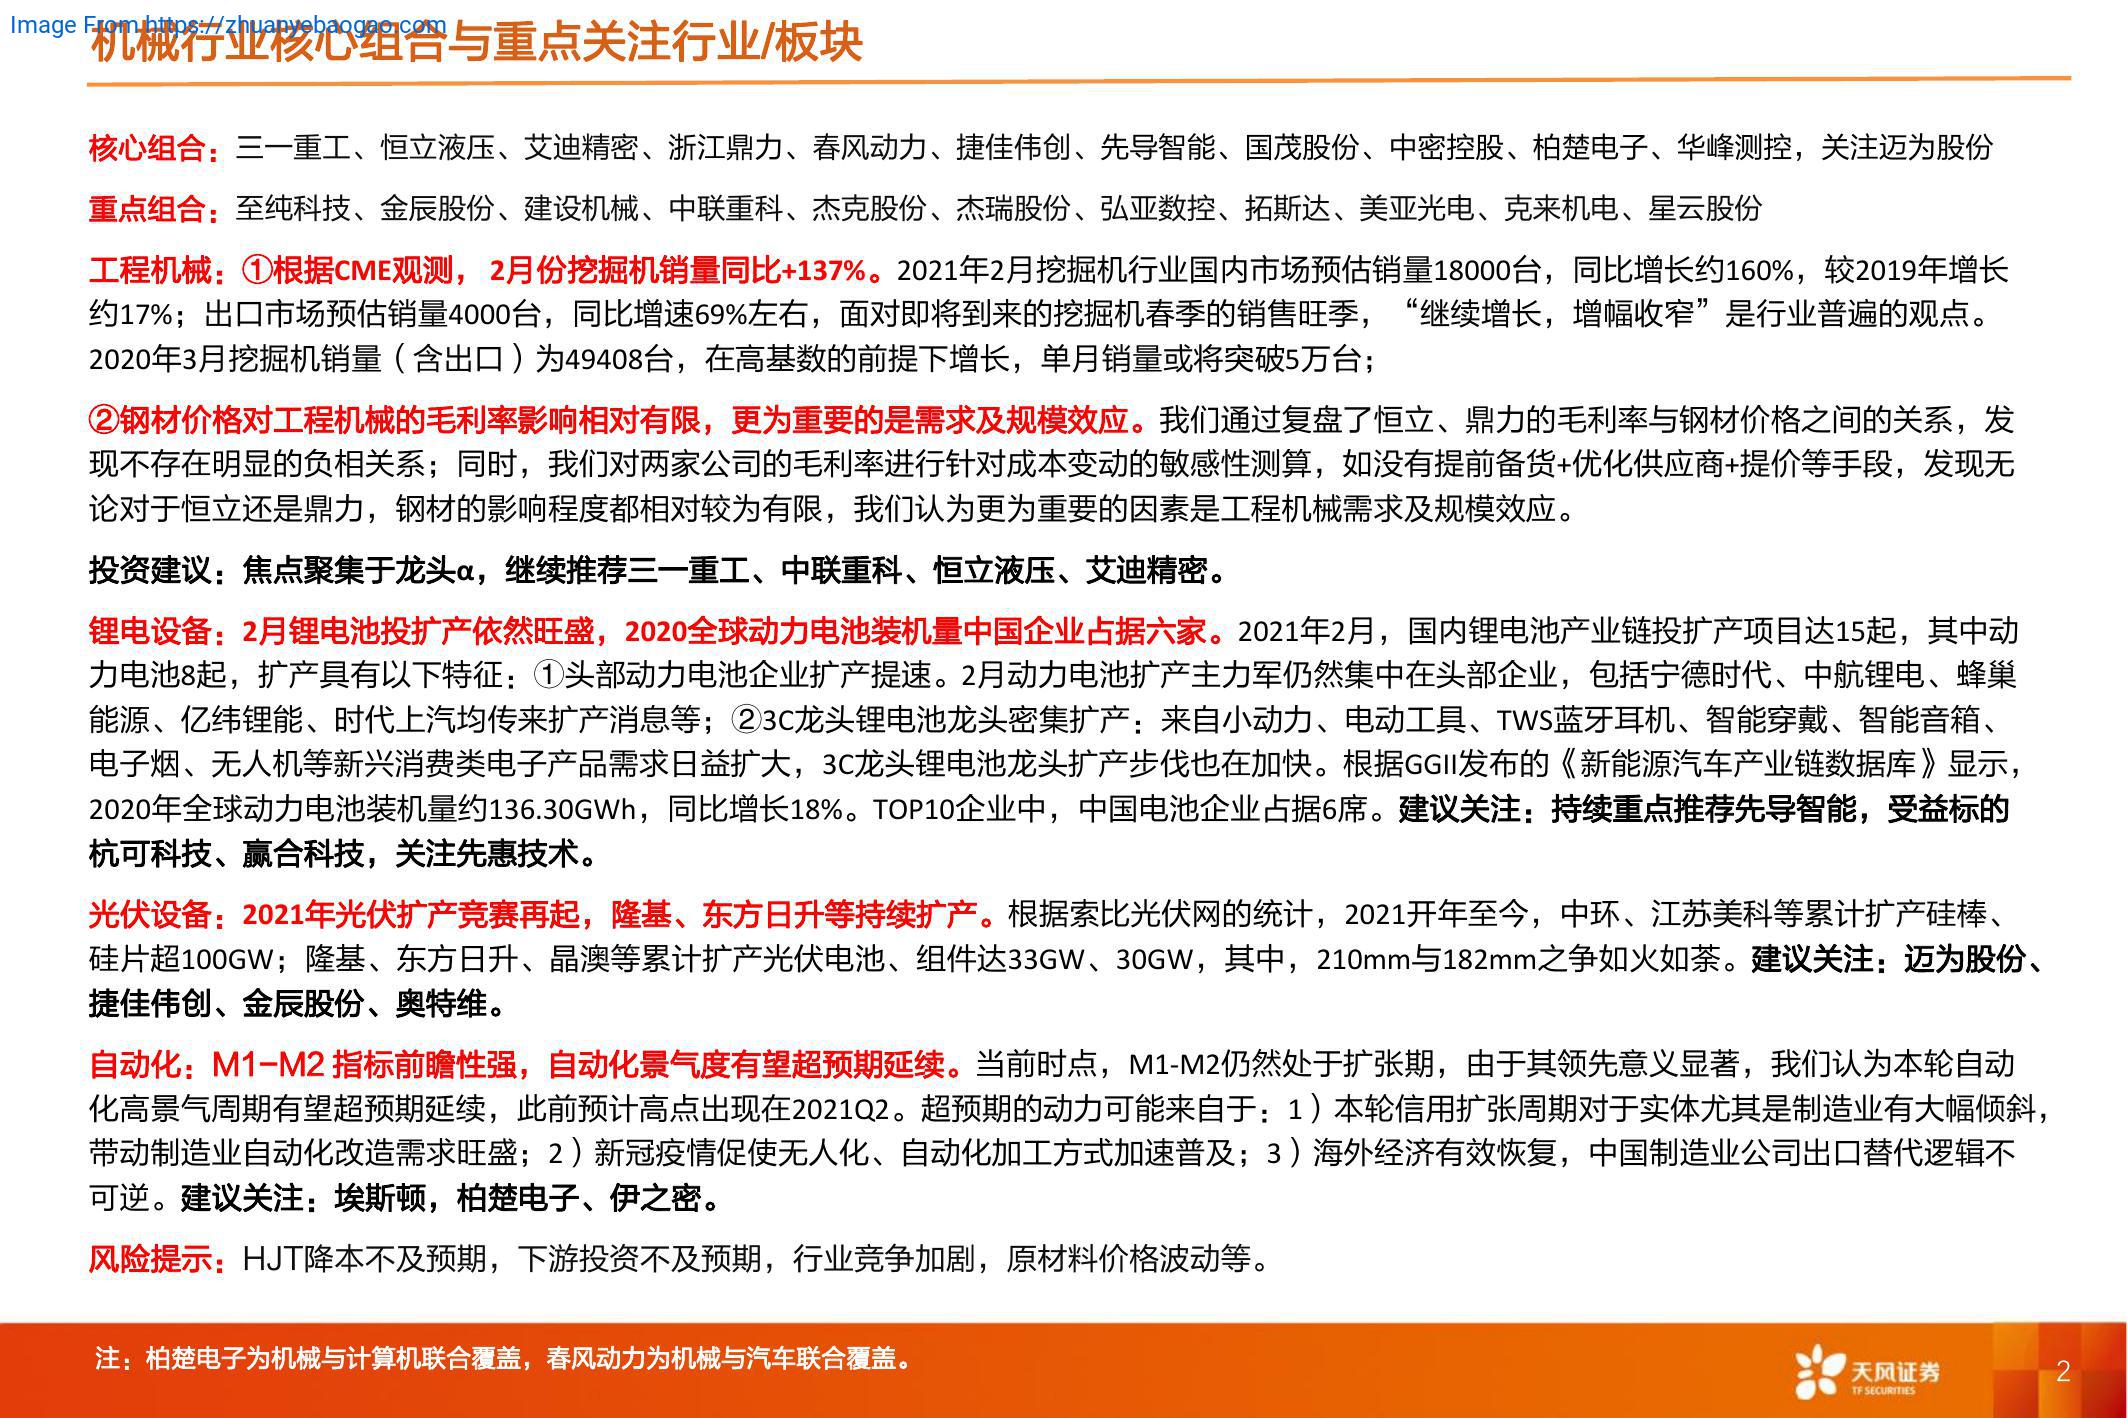 Image From https://zhuanyebaogao.com
机械行业核心组合与重点关注行业/板块
核心组合：三一重工、恒立液压、艾迪精密、浙江鼎力、春风动力、捷佳伟创、先导智能、国茂股份、中密控股、柏楚电子、华峰测控，关注迈为股份
重点组合：至纯科技、金辰股份、建设机械、中联重科、杰克股份、杰瑞股份、弘亚数控、拓斯达、美亚光电、克来机电、星云股份
工程机械：①根据CME观测， 2月份挖掘机销量同比+137%。2021年2月挖掘机行业国内市场预估销量18000台，同比增长约160%，较2019年增长
约17%；出口市场预估销量4000台，同比增速69%左右，面对即将到来的挖掘机春季的销售旺季，“继续增长，增幅收窄”是行业普遍的观点。
2020年3月挖掘机销量（含出口）为49408台，在高基数的前提下增长，单月销量或将突破5万台；
②钢材价格对工程机械的毛利率影响相对有限，更为重要的是需求及规模效应。我们通过复盘了恒立、鼎力的毛利率与钢材价格之间的关系，发
现不存在明显的负相关系；同时，我们对两家公司的毛利率进行针对成本变动的敏感性测算，如没有提前备货+优化供应商+提价等手段，发现无
论对于恒立还是鼎力，钢材的影响程度都相对较为有限，我们认为更为重要的因素是工程机械需求及规模效应。
投资建议：焦点聚集于龙头α，继续推荐三一重工、中联重科、恒立液压、艾迪精密。
锂电设备：2月锂电池投扩产依然旺盛，2020全球动力电池装机量中国企业占据六家。2021年2月，国内锂电池产业链投扩产项目达15起，其中动
力电池8起，扩产具有以下特征：①头部动力电池企业扩产提速。2月动力电池扩产主力军仍然集中在头部企业，包括宁德时代、中航锂电、蜂巢
能源、亿纬锂能、时代上汽均传来扩产消息等；②3C龙头锂电池龙头密集扩产：来自小动力、电动工具、TWS蓝牙耳机、智能穿戴、智能音箱、
电子烟、无人机等新兴消费类电子产品需求日益扩大，3C龙头锂电池龙头扩产步伐也在加快。根据GGII发布的《新能源汽车产业链数据库》显示，
2020年全球动力电池装机量约136.30GWh，同比增长18%。TOP10企业中，中国电池企业占据6席。建议关注：持续重点推荐先导智能，受益标的
杭可科技、赢合科技，关注先惠技术。
光伏设备：2021年光伏扩产竞赛再起，隆基、东方日升等持续扩产。根据索比光伏网的统计，2021开年至今，中环、江苏美科等累计扩产硅棒、
硅片超100GW；隆基、东方日升、晶澳等累计扩产光伏电池、组件达33GW、30GW，其中，210mm与182mm之争如火如荼。建议关注：迈为股份、
捷佳伟创、金辰股份、奥特维。
自动化：M1-M2 指标前瞻性强，自动化景气度有望超预期延续。当前时点，M1-M2仍然处于扩张期，由于其领先意义显著，我们认为本轮自动
化高景气周期有望超预期延续，此前预计高点出现在2021Q2。超预期的动力可能来自于：1）本轮信用扩张周期对于实体尤其是制造业有大幅倾斜，
带动制造业自动化改造需求旺盛；2）新冠疫情促使无人化、自动化加工方式加速普及；3）海外经济有效恢复，中国制造业公司出口替代逻辑不
可逆。建议关注：埃斯顿，柏楚电子、伊之密。
风险提示：HJT降本不及预期，下游投资不及预期，行业竞争加剧，原材料价格波动等。
注：柏楚电子为机械与计算机联合覆盖，春风动力为机械与汽车联合覆盖。
天风证券
TF SECURITIES
2